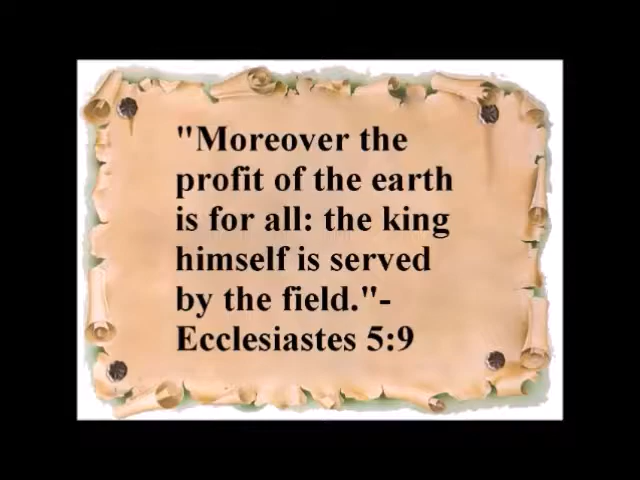 "Moreover the
profit of the earth
is for all: the king
himself is served
by the field."-
Ecclesiastes 5:9